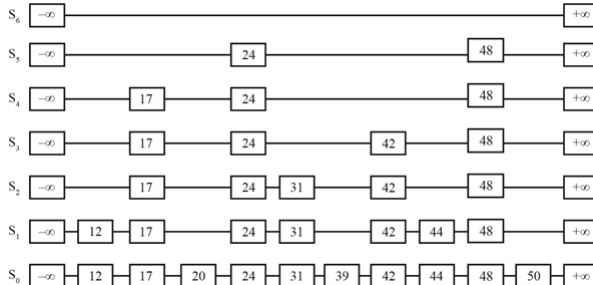 S₆ −∞ +∞
S₅ −∞ 24 48 +∞
S₄ −∞ 17 24 48 +∞
S₃ −∞ 17 24 42 48 +∞
S₂ −∞ 17 24 31 42 48 +∞
S₁ −∞ 12 17 24 31 42 44 48 +∞
S₀ −∞ 12 17 20 24 31 39 42 44 48 50 +∞